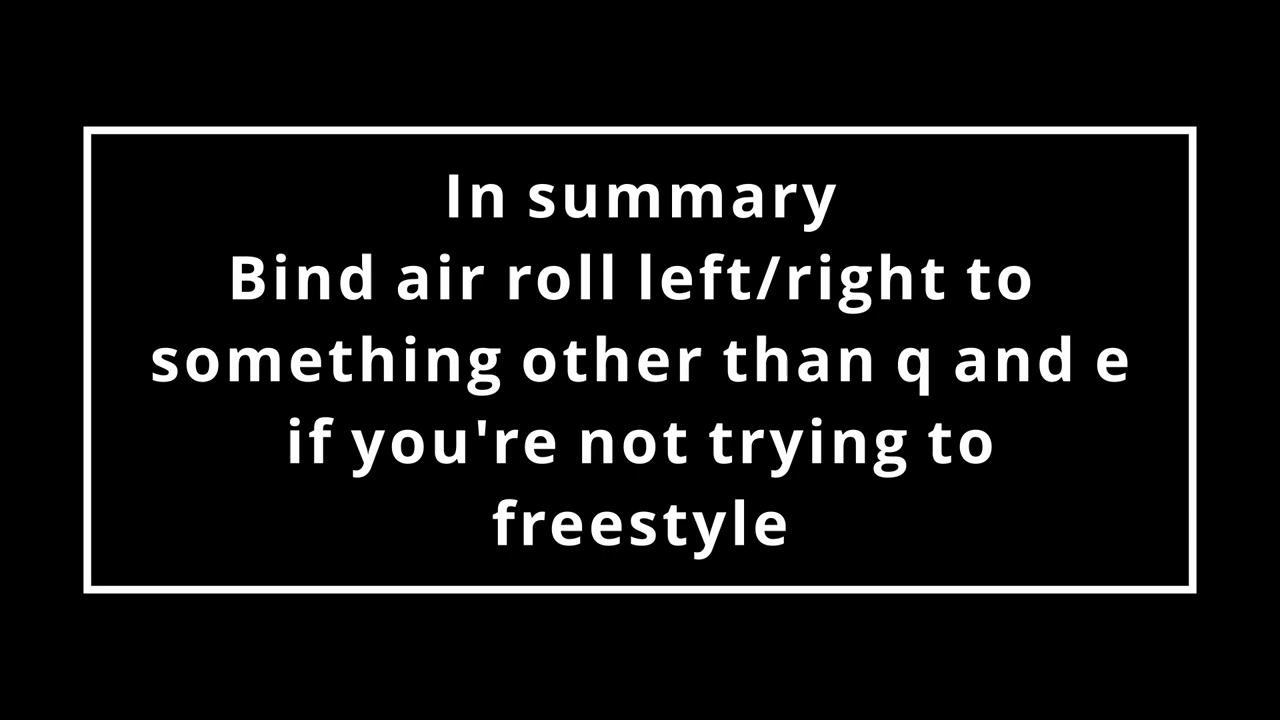 In summary
Bind air roll left/right to
something other than q and e
if you're not trying to
freestyle